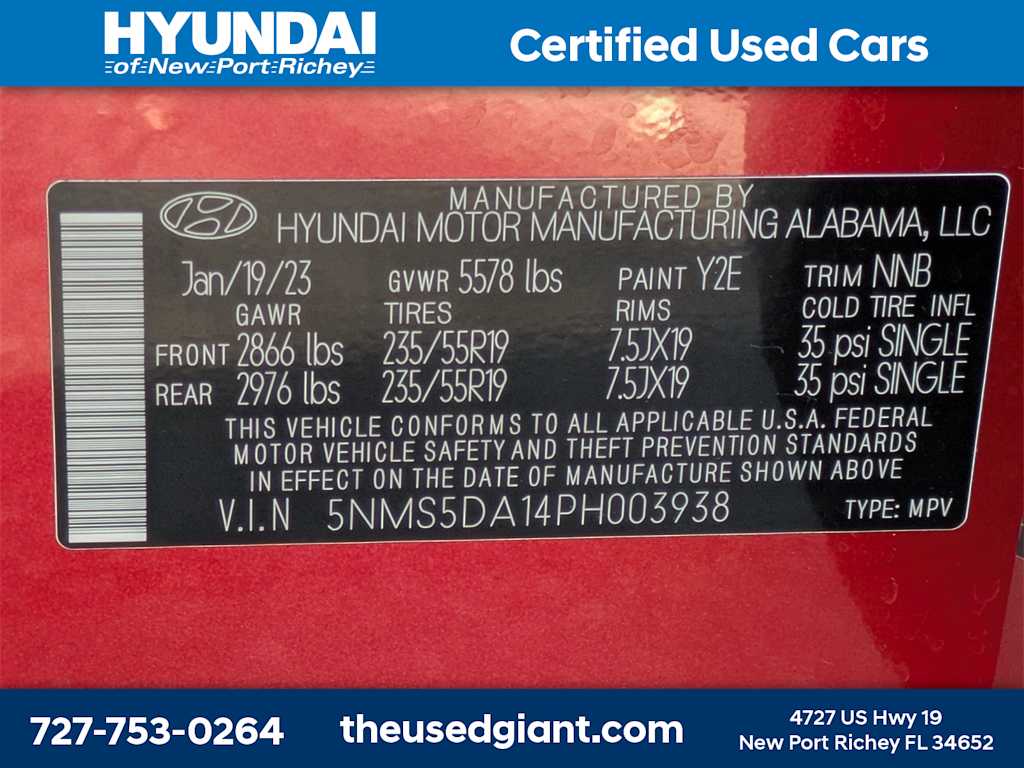 HYUNDAI
of New Port Richey
Certified Used Cars
MANUFACTURED BY
HYUNDAI MOTOR MANUFACTURING ALABAMA, LLC
Jan/19/23 GVWR 5578 lbs PAINT Y2E TRIM NNB
GAWR TIRES RIMS COLD TIRE INFL
FRONT 2866 lbs 235/55R19 7.5JX19 35 psi SINGLE
REAR 2976 lbs 235/55R19 7.5JX19 35 psi SINGLE
THIS VEHICLE CONFORMS TO ALL APPLICABLE U.S.A. FEDERAL
MOTOR VEHICLE SAFETY AND THEFT PREVENTION STANDARDS
IN EFFECT ON THE DATE OF MANUFACTURE SHOWN ABOVE
V.I.N 5NMS5DA14PH003938 TYPE: MPV
727-753-0264
theusedgiant.com
4727 US Hwy 19
New Port Richey FL 34652